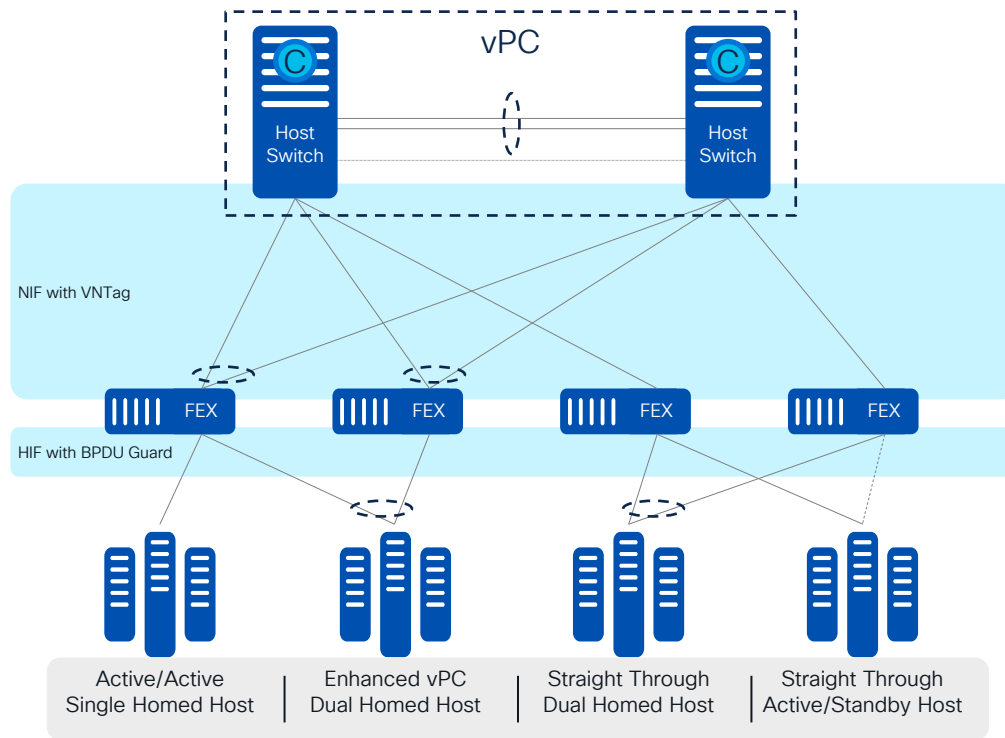 vPC
C
C
Host
Switch
Host
Switch
NIF with VNTag
FEX
FEX
FEX
FEX
HIF with BPDU Guard
Active/Active
Single Homed Host
Enhanced vPC
Dual Homed Host
Straight Through
Dual Homed Host
Straight Through
Active/Standby Host